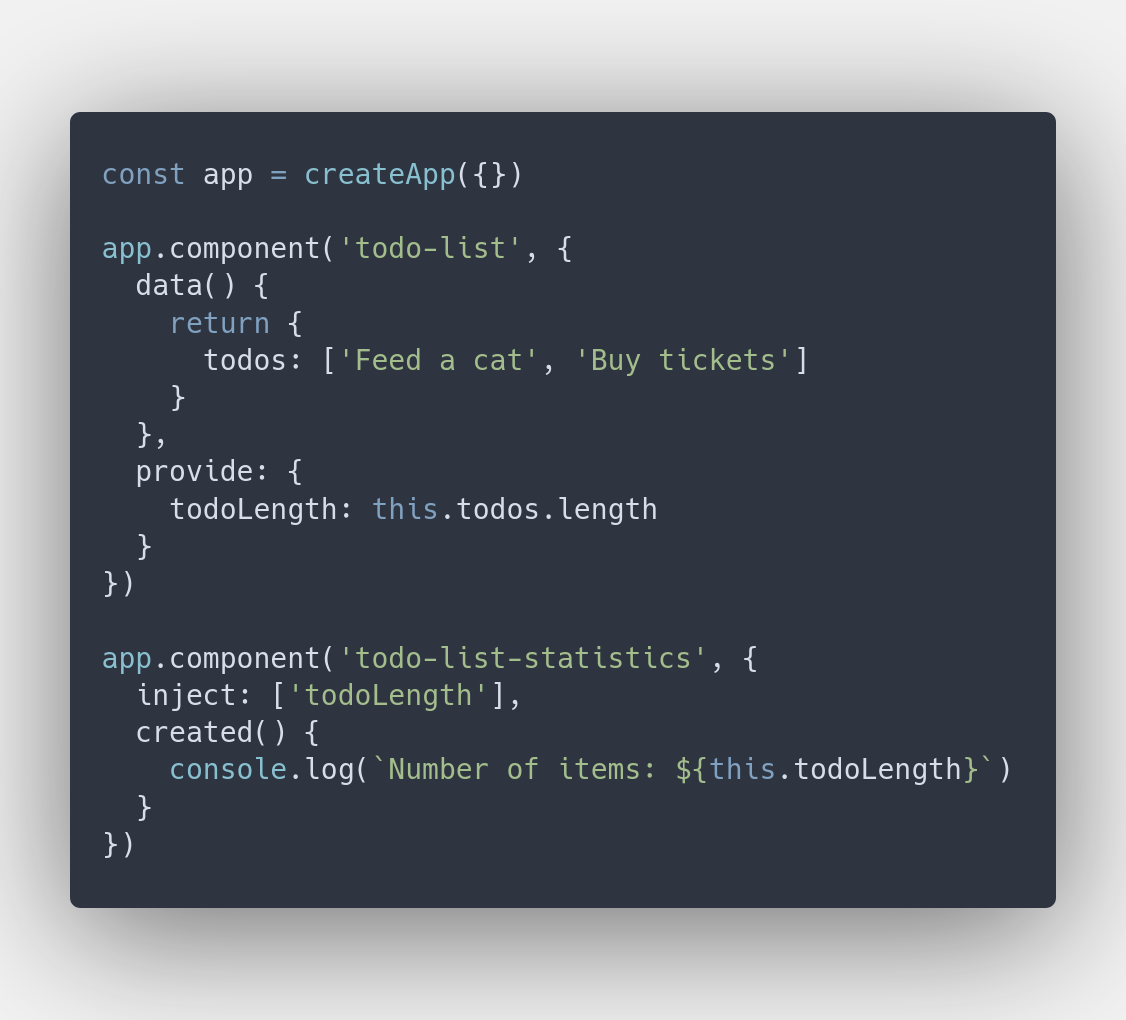 const app = createApp({})

app.component('todo-list', {
  data() {
    return {
      todos: ['Feed a cat', 'Buy tickets']
    }
  },
  provide: {
    todoLength: this.todos.length
  }
})

app.component('todo-list-statistics', {
  inject: ['todoLength'],
  created() {
    console.log(`Number of items: ${this.todoLength}`)
  }
})